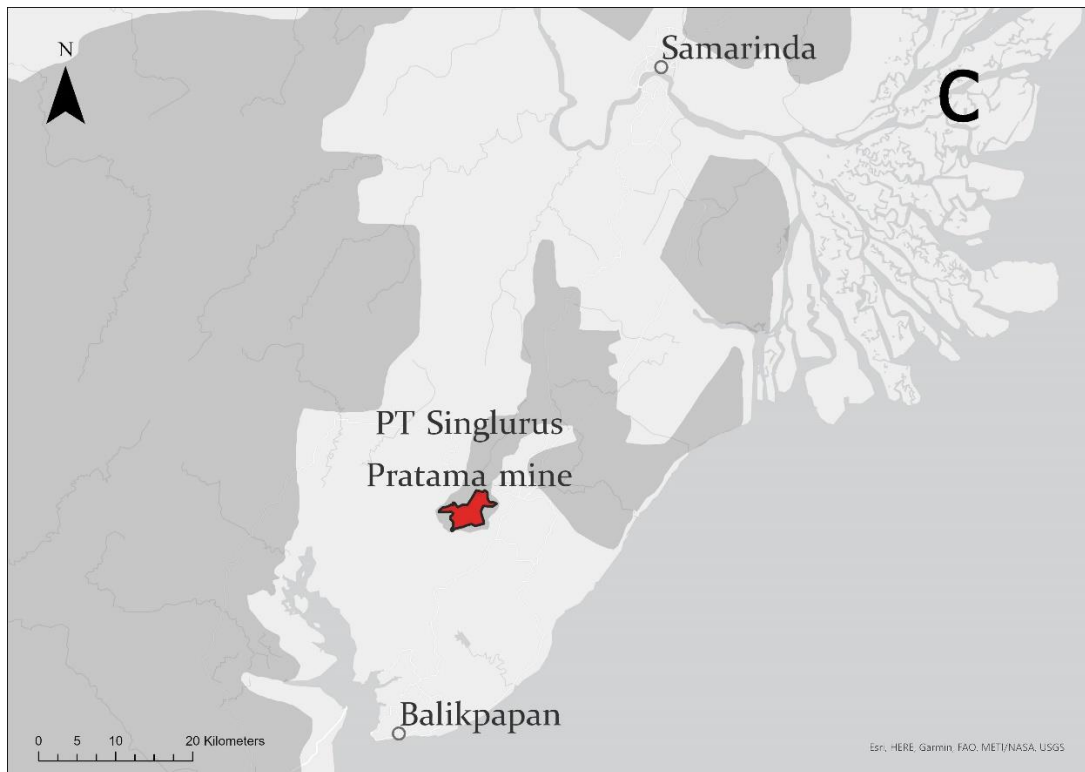 N
Samarinda
C
PT Singlurus
Pratama mine
Balikpapan
0 5 10 20 Kilometers
Esri, HERE, Garmin, FAO, METI/NASA, USGS